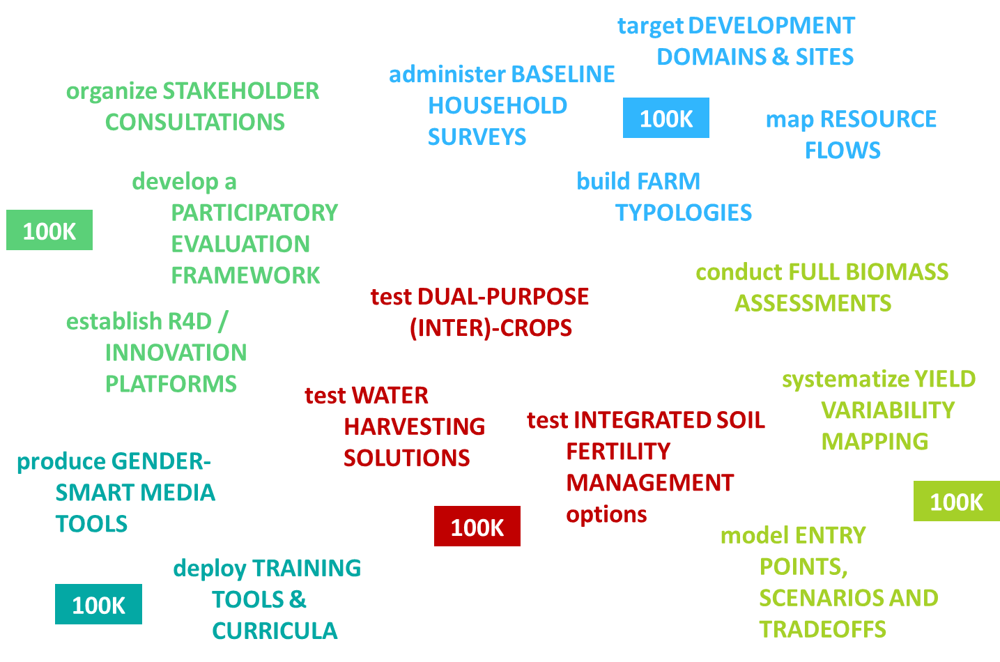 target DEVELOPMENT
DOMAINS & SITES
administer BASELINE
HOUSEHOLD
SURVEYS
100K
map RESOURCE
FLOWS
build FARM
TYPOLOGIES
organize STAKEHOLDER
CONSULTATIONS
develop a
PARTICIPATORY
EVALUATION
FRAMEWORK
100K
establish R4D /
INNOVATION
PLATFORMS
test DUAL-PURPOSE
(INTER)-CROPS
test WATER
HARVESTING
SOLUTIONS
test INTEGRATED SOIL
FERTILITY
MANAGEMENT
options
100K
conduct FULL BIOMASS
ASSESSMENTS
systematize YIELD
VARIABILITY
MAPPING
100K
model ENTRY
POINTS,
SCENARIOS AND
TRADEOFFS
produce GENDER-
SMART MEDIA
TOOLS
deploy TRAINING
TOOLS &
CURRICULA
100K